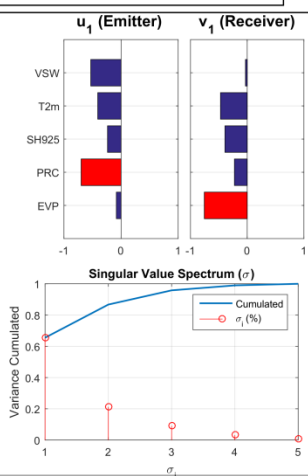 u1 (Emitter) v1 (Receiver)
VSW
T2m
SH925
PRC
EVP
-1 0 1 -1 0 1
Singular Value Spectrum (σ)
1
0.8
0.6
0.4
0.2
0
Variance Cumulated
Cumulated
σi (%)
1 2 3 4 5
σi